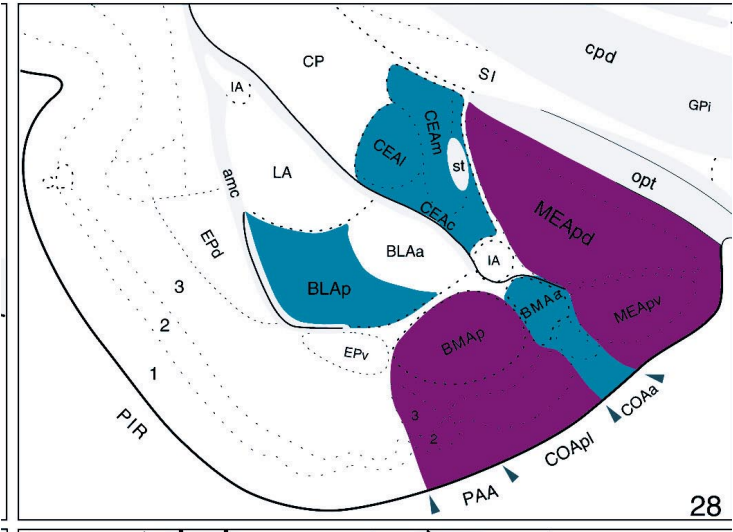 CP
SI
cpd
GPi
IA
CEAm
CEAl
st
LA
amc
opt
CEAc
MEApd
EPd
BLAa
IA
BLAp
BMAa
MEApv
3
2
1
EPv
BMAp
3
2
PIR
COAa
COApl
PAA
28